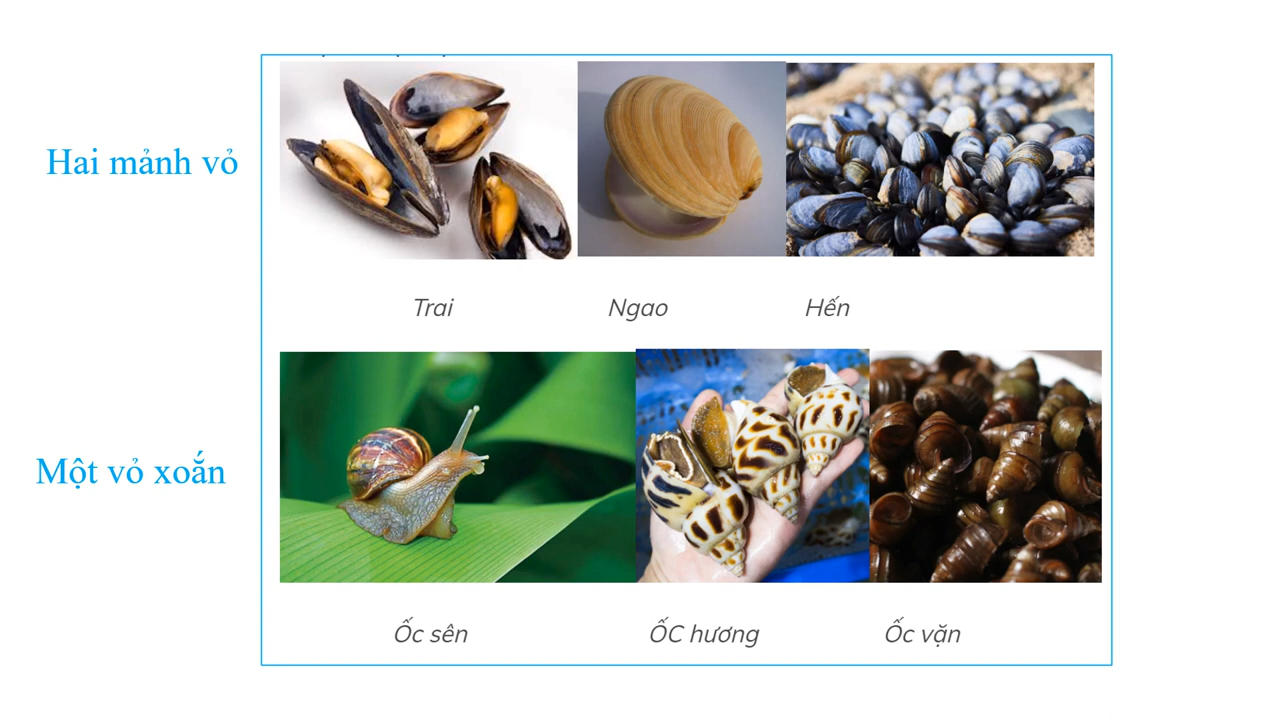 Hai mảnh vỏ
Trai Ngao Hến
Một vỏ xoắn
Ốc sên ỐC hương Ốc vặn